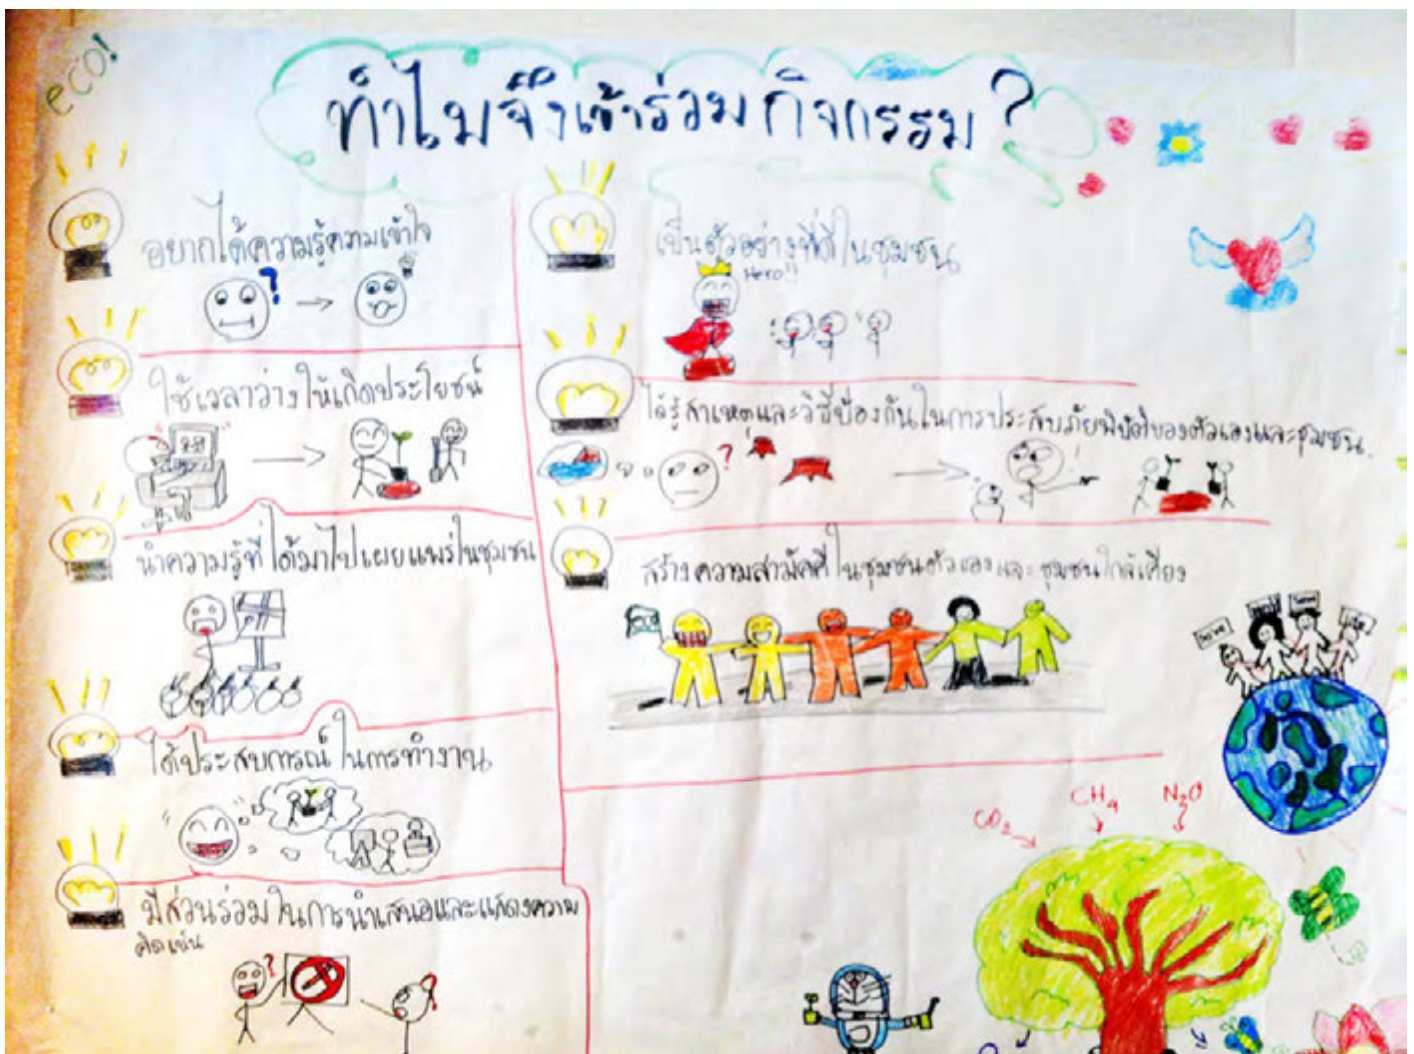 eco!
ทำไมจึงเข้าร่วมกิจกรรม?
อยากได้ความรู้ความเข้าใจ
?
ใช้เวลาว่างให้เกิดประโยชน์
นำความรู้ที่ได้มาไปเผยแพร่ในชุมชน
ได้ประสบการณ์ในการทำงาน
มีส่วนร่วมในการนำเสนอและแสดงความ
คิดเห็น
?
เป็นตัวอย่างที่ดีในชุมชน
Hero
ได้รู้สาเหตุและวิธีป้องกันในการประสบภัยพิบัติของตัวเองและชุมชน.
?
สร้างความสามัคคีในชุมชนตัวเองและชุมชนใกล้เคียง
CO₂ CH₄ N₂O